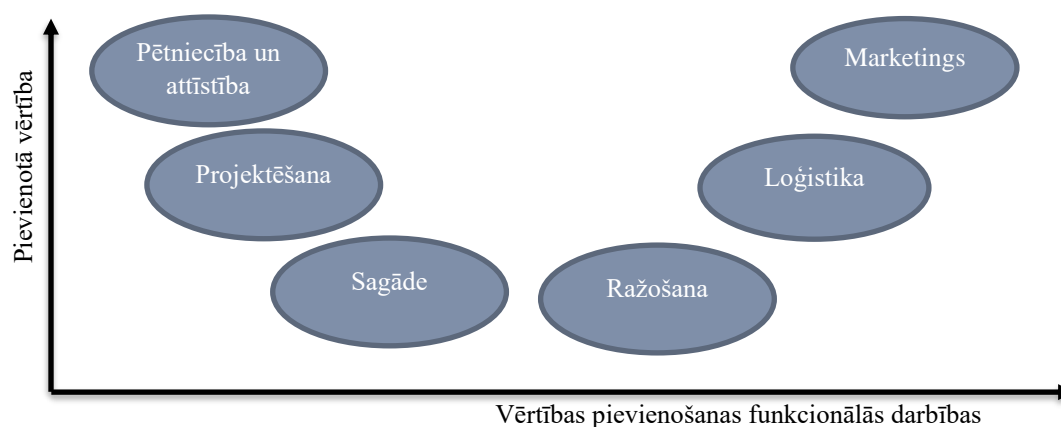 Pievienotā vērtība
Pētniecība un
attīstība
Projektēšana
Sagāde
Ražošana
Loģistika
Marketings
Vērtības pievienošanas funkcionālās darbības